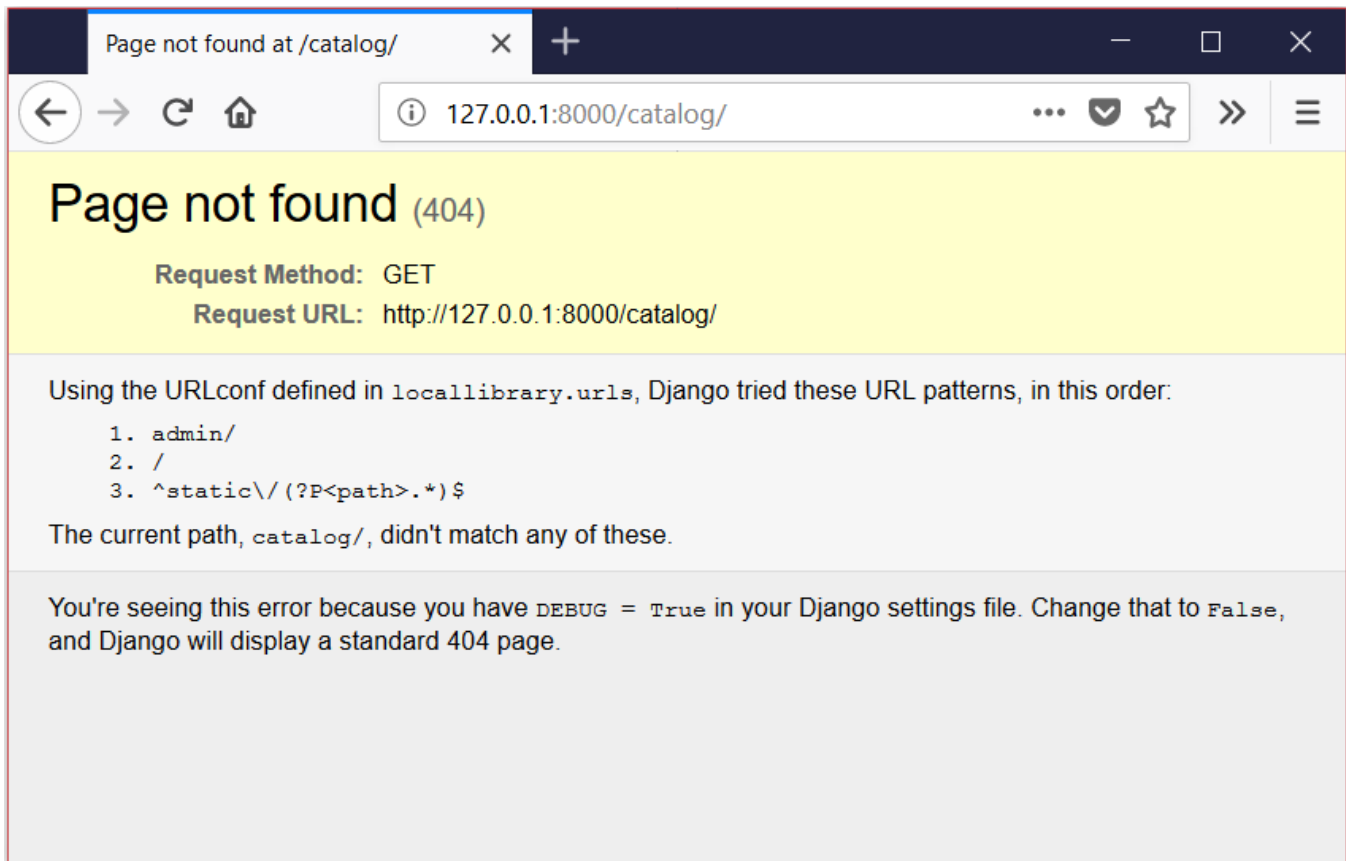 Page not found at /catalog/
127.0.0.1:8000/catalog/
Page not found (404)
Request Method: GET
Request URL: http://127.0.0.1:8000/catalog/
Using the URLconf defined in locallibrary.urls, Django tried these URL patterns, in this order:
1. admin/
2. /
3. ^static\/(?P<path>.*)$
The current path, catalog/, didn't match any of these.
You're seeing this error because you have DEBUG = True in your Django settings file. Change that to False,
and Django will display a standard 404 page.